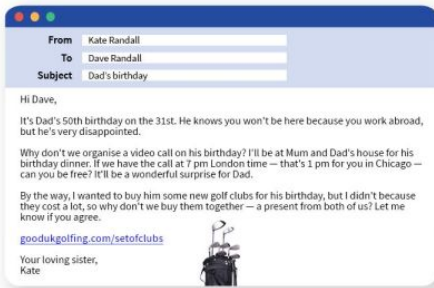 From Kate Randall
To Dave Randall
Subject Dad's birthday
Hi Dave,
It's Dad's 50th birthday on the 31st. He knows you won't be here because you work abroad,
but he's very disappointed.
Why don't we organise a video call on his birthday? I'll be at Mum and Dad's house for his
birthday dinner. If we have the call at 7 pm London time — that's 1 pm for you in Chicago —
can you be free? It'll be a wonderful surprise for Dad.
By the way, I wanted to buy him some new golf clubs for his birthday, but I didn't because
they cost a lot, so why don't we buy them together — a present from both of us? Let me
know if you agree.
goodukgolfing.com/setofclubs
Your loving sister,
Kate